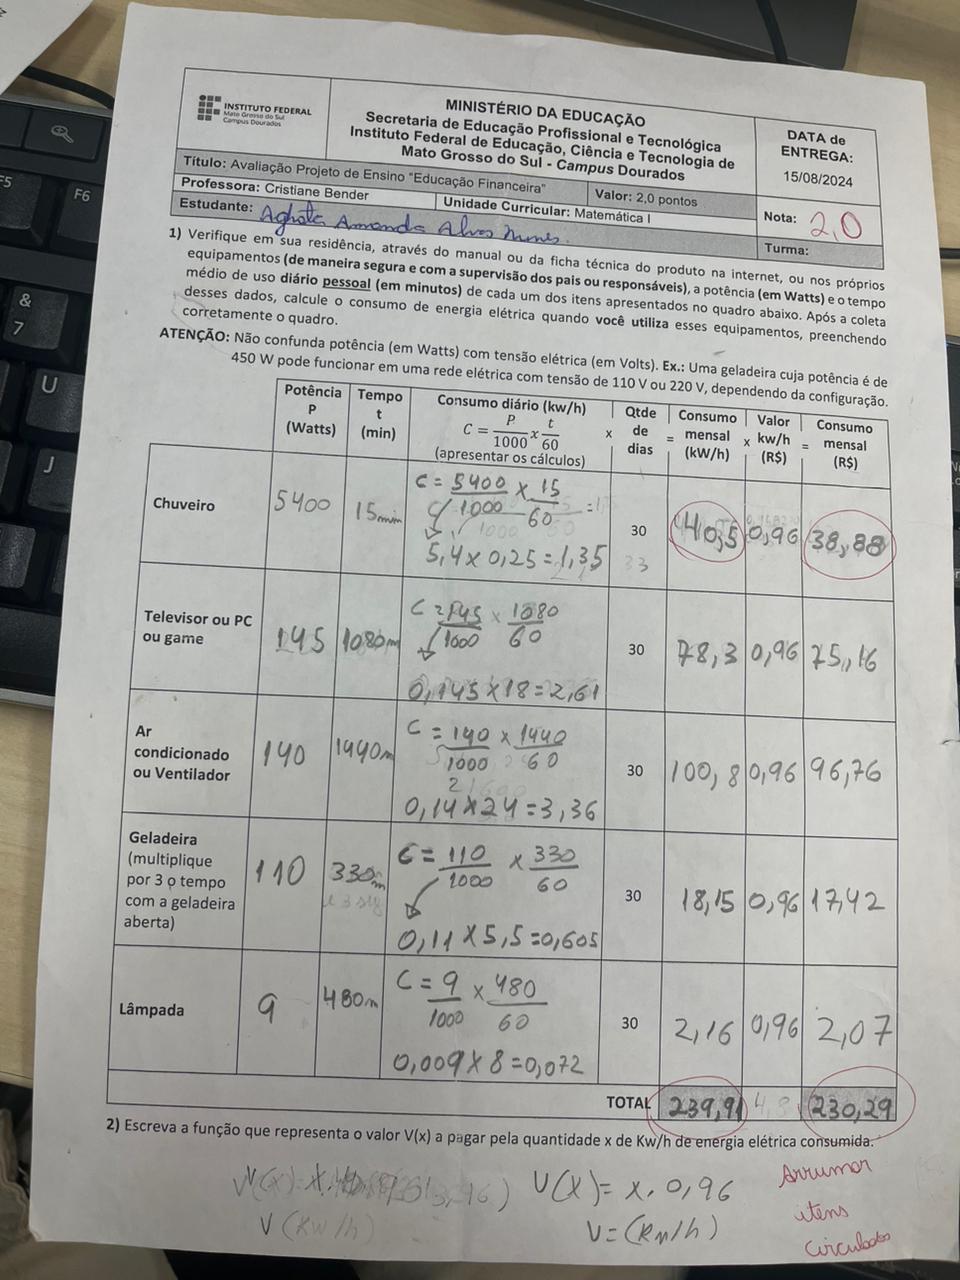 INSTITUTO FEDERAL
Mato Grosso do Sul
Campus Dourados
MINISTÉRIO DA EDUCAÇÃO
Secretaria de Educação Profissional e Tecnológica
Instituto Federal de Educação, Ciência e Tecnologia de
Mato Grosso do Sul - Campus Dourados
DATA de
ENTREGA:
15/08/2024
Título: Avaliação Projeto de Ensino "Educação Financeira"
Valor: 2,0 pontos
Professora: Cristiane Bender
Unidade Curricular: Matemática I
Nota: 2,0
Estudante: Amanda Alves Nunes
Turma:
1) Verifique em sua residência, através do manual ou da ficha técnica do produto na internet, ou nos próprios
equipamentos (de maneira segura e com a supervisão dos pais ou responsáveis), a potência (em Watts) e o tempo
médio de uso diário pessoal (em minutos) de cada um dos itens apresentados no quadro abaixo. Após a coleta
desses dados, calcule o consumo de energia elétrica quando você utiliza esses equipamentos, preenchendo
corretamente o quadro.
ATENÇÃO: Não confunda potência (em Watts) com tensão elétrica (em Volts). Ex.: Uma geladeira cuja potência é de
450 W pode funcionar em uma rede elétrica com tensão de 110 V ou 220 V, dependendo da configuração.
Potência
P
(Watts)
Tempo
t
(min)
Consumo diário (kw/h)
C = P/1000 x t/60
(apresentar os cálculos)
x
Qtde
de
dias
=
Consumo
mensal
(kW/h)
x
Valor
kw/h
(R$)
=
Consumo
mensal
(R$)
Chuveiro
5400
15min
C = 5400/1000 x 15/60
5,4 x 0,25 = 1,35
30
40,5
0,96
38,88
Televisor ou PC
ou game
145
1080m
C = 145/1000 x 1080/60
0,145 x 18 = 2,61
30
78,3
0,96
75,16
Ar
condicionado
ou Ventilador
140
1440m
C = 140/1000 x 1440/60
0,14 x 24 = 3,36
30
100,8
0,96
96,76
Geladeira
(multiplique
por 3 o tempo
com a geladeira
aberta)
110
330m
C = 110/1000 x 330/60
0,11 x 5,5 = 0,605
30
18,15
0,96
17,42
Lâmpada
9
480m
C = 9/1000 x 480/60
0,009 x 8 = 0,072
30
2,16
0,96
2,07
TOTAL
239,91
230,29
2) Escreva a função que representa o valor V(x) a pagar pela quantidade x de Kw/h de energia elétrica consumida.
V(x) = x. 0,96
V = (Kw/h)
V (Kw/h)
Arrumar
itens
circulados
F5
F6
&
7
U
J